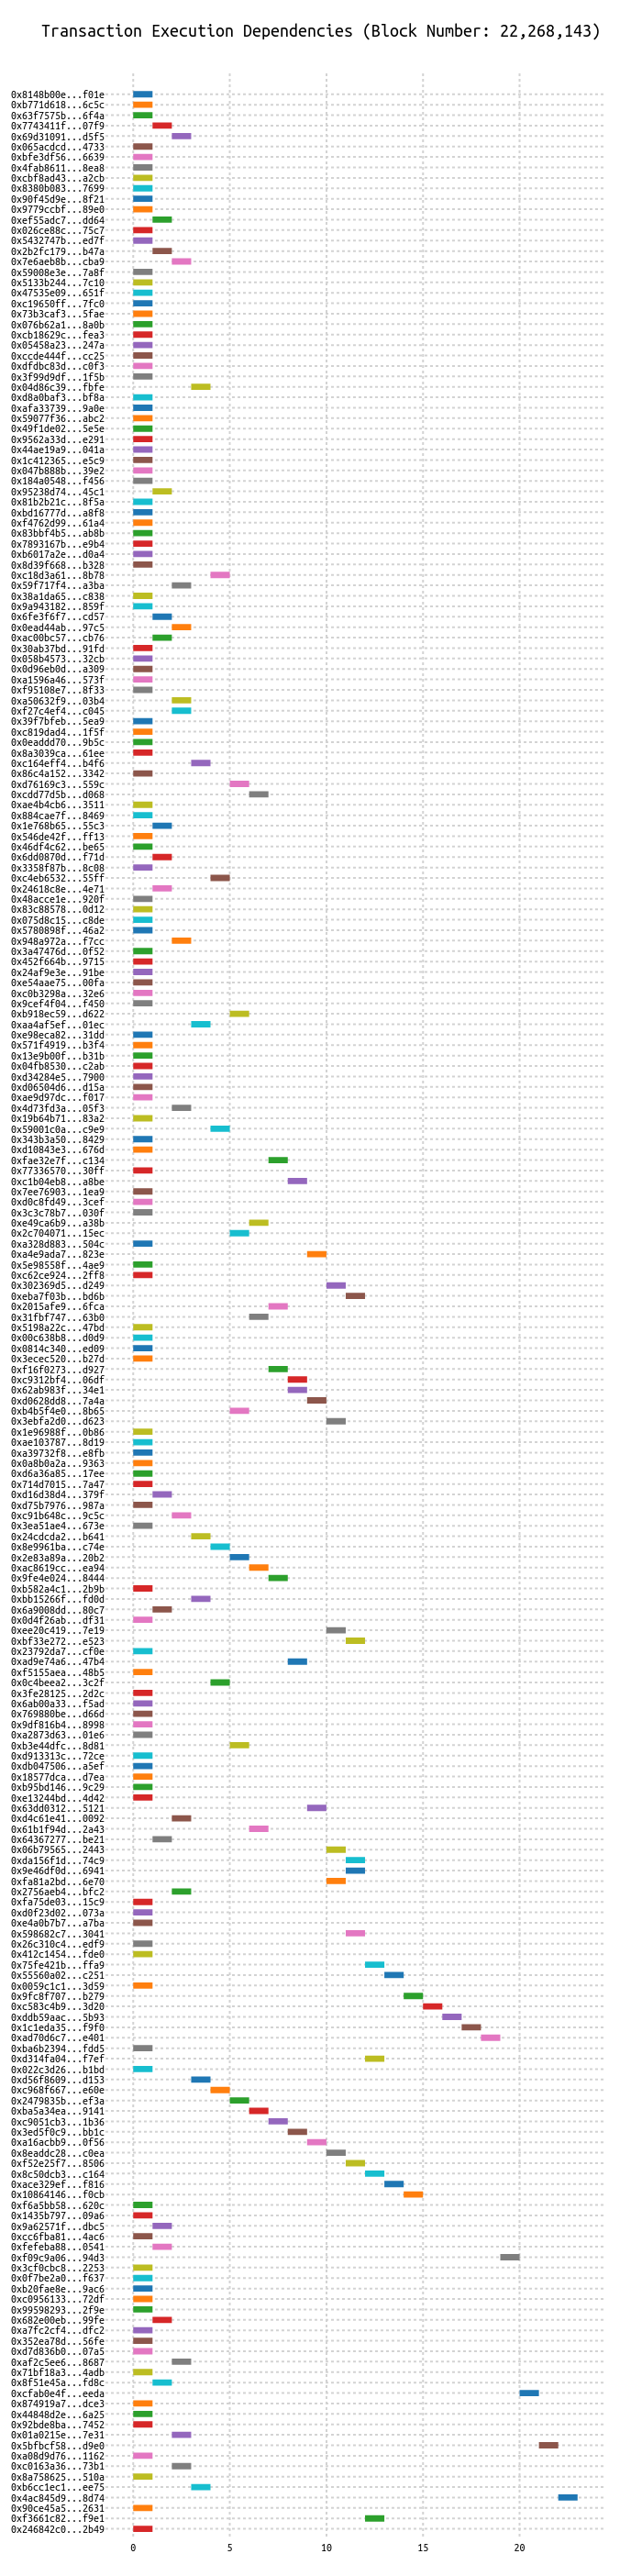 Transaction Execution Dependencies (Block Number: 22,268,143)
0x8148b00e...f01e
0xb771d618...6c5c
0x63f7575b...6f4a
0x7743411f...07f9
0x69d31091...d5f5
0x065acdcd...4733
0xbfe3df56...6639
0x4fab8611...8ea8
0xcbf8ad43...a2cb
0x8380b083...7699
0x90f45d9e...8f21
0x9779ccbf...89e0
0xef55adc7...dd64
0x026ce88c...75c7
0x5432747b...ed7f
0x2b2fc179...b47a
0x7e6aeb8b...cba9
0x59008e3e...7a8f
0x5133b244...7c10
0x47535e09...651f
0xc19650ff...7fc0
0x73b3caf3...5fae
0x076b62a1...8a0b
0xcb18629c...fea3
0x05458a23...247a
0xccde444f...cc25
0xdfdbc83d...c0f3
0x3f99d9df...1f5b
0x04d86c39...fbfe
0xd8a0baf3...bf8a
0xafa33739...9a0e
0x59077f36...abc2
0x49f1de02...5e5e
0x9562a33d...e291
0x44ae19a9...041a
0x1c412365...e5c9
0x047b888b...39e2
0x184a0548...f456
0x95238d74...45c1
0x81b2b21c...8f5a
0xbd16777d...a8f8
0xf4762d99...61a4
0x83bbf4b5...ab8b
0x7893167b...e9b4
0xb6017a2e...d0a4
0x8d39f668...b328
0xc18d3a61...8b78
0x59f717f4...a3ba
0x38a1da65...c838
0x9a943182...859f
0x6fe3f6f7...cd57
0x0ead44ab...97c5
0xac00bc57...cb76
0x30ab37bd...91fd
0x058b4573...32cb
0x0d96eb0d...a309
0xa1596a46...573f
0xf95108e7...8f33
0xa50632f9...03b4
0xf27c4ef4...c045
0x39f7bfeb...5ea9
0xc819dad4...1f5f
0x0eaddd70...9b5c
0x8a3039ca...61ee
0xc164eff4...b4f6
0x86c4a152...3342
0xd76169c3...559c
0xcdd77d5b...d068
0xae4b4cb6...3511
0x884cae7f...8469
0x1e768b65...55c3
0x546de42f...ff13
0x46df4c62...be65
0x6dd0870d...f71d
0x3358f87b...8c08
0xc4eb6532...55ff
0x24618c8e...4e71
0x48acce1e...920f
0x83c88578...0d12
0x075d8c15...c8de
0x5780898f...46a2
0x948a972a...f7cc
0x3a47476d...0f52
0x452f664b...9715
0x24af9e3e...91be
0xe54aae75...00fa
0xc0b3298a...32e6
0x9cef4f04...f450
0xb918ec59...d622
0xaa4af5ef...01ec
0xe98eca82...31dd
0x571f4919...b3f4
0x13e9b00f...b31b
0x04fb8530...c2ab
0xd34284e5...7900
0xd06504d6...d15a
0xae9d97dc...f017
0x4d73fd3a...05f3
0x19b64b71...83a2
0x59001c0a...c9e9
0x343b3a50...8429
0xd10843e3...676d
0xfae32e7f...c134
0x77336570...30ff
0xc1b04eb8...a8be
0x7ee76903...1ea9
0xd0c8fd49...3cef
0x3c3c78b7...030f
0xe49ca6b9...a38b
0x2c704071...15ec
0xa328d883...504c
0xa4e9ada7...823e
0x5e98558f...4ae9
0xc62ce924...2ff8
0x302369d5...d249
0xeba7f03b...bd6b
0x2015afe9...6fca
0x31fbf747...63b0
0x5198a22c...47bd
0x00c638b8...d0d9
0x0814c340...ed09
0x3ecec520...b27d
0xf16f0273...d927
0xc9312bf4...06df
0x62ab983f...34e1
0xd0628dd8...7a4a
0xb4b5f4e0...8b65
0x3ebfa2d0...d623
0x1e96988f...0b86
0xae103787...8d19
0xa39732f8...e8fb
0x0a8b0a2a...9363
0xd6a36a85...17ee
0x714d7015...7a47
0xd16d38d4...379f
0xd75b7976...987a
0xc91b648c...9c5c
0x3ea51ae4...673e
0x24cdcda2...b641
0x8e9961ba...c74e
0x2e83a89a...20b2
0xac8619cc...ea94
0x9fe4e024...8444
0xb582a4c1...2b9b
0xbb15266f...fd0d
0x6a9008dd...80c7
0x0d4f26ab...df31
0xee20c419...7e19
0xbf33e272...e523
0x23792da7...cf0e
0xad9e74a6...47b4
0xf5155aea...48b5
0x0c4beea2...3c2f
0x3fe28125...2d2c
0x6ab00a33...f5ad
0x769880be...d66d
0x9df816b4...8998
0xa2873d63...01e6
0xb3e44dfc...8d81
0xd913313c...72ce
0xdb047506...a5ef
0x18577dca...d7ea
0xb95bd146...9c29
0xe13244bd...4d42
0x63dd0312...5121
0xd4c61e41...0092
0x61b1f94d...2a43
0x64367277...be21
0x06b79565...2443
0xda156f1d...74c9
0x9e46df0d...6941
0xfa81a2bd...6e70
0x2756aeb4...bfc2
0xfa75de03...15c9
0xd0f23d02...073a
0xe4a0b7b7...a7ba
0x598682c7...3041
0x26c310c4...edf9
0x412c1454...fde0
0x75fe421b...ffa9
0x55560a02...c251
0x0059c1c1...3d59
0x9fc8f707...b279
0xc583c4b9...3d20
0xddb59aac...5b93
0x1c1eda35...f9f0
0xad70d6c7...e401
0xba6b2394...fdd5
0xd314fa04...f7ef
0x022c3d26...b1bd
0xd56f8609...d153
0xc968f667...e60e
0x2479835b...ef3a
0xba5a34ea...9141
0xc9051cb3...1b36
0x3ed5f0c9...bb1c
0xa16acbb9...0f56
0x8eaddc28...c0ea
0xf52e25f7...8506
0x8c50dcb3...c164
0xace329ef...f816
0x10864146...f0cb
0xf6a5bb58...620c
0x1435b797...09a6
0x9a62571f...dbc5
0xcc6fba81...4ac6
0xfefeba88...0541
0xf09c9a06...94d3
0x3cf0cbc8...2253
0x0f7be2a0...f637
0xb20fae8e...9ac6
0xc0956133...72df
0x99598293...2f9e
0x682e00eb...99fe
0xa7fc2cf4...dfc2
0x352ea78d...56fe
0xd7d836b0...07a5
0xaf2c5ee6...8687
0x71bf18a3...4adb
0x8f51e45a...fd8c
0xcfab0e4f...eeda
0x874919a7...dce3
0x44848d2e...6a25
0x92bde8ba...7452
0x01a0215e...7e31
0x5bfbcf58...d9e0
0xa08d9d76...1162
0xc0163a36...73b1
0x8a758625...510a
0xb6cc1ec1...ee75
0x4ac845d9...8d74
0x90ce45a5...2631
0xf3661c82...f9e1
0x246842c0...2b49
0 5 10 15 20